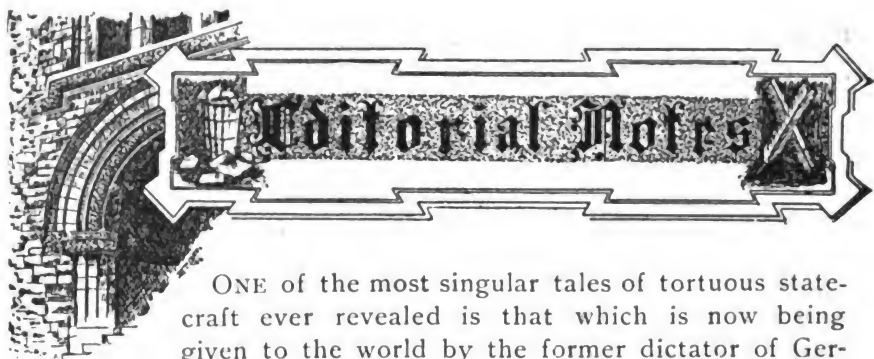 Editorial Notes
ONE of the most singular tales of tortuous state-
craft ever revealed is that which is now being
given to the world by the former dictator of Ger-